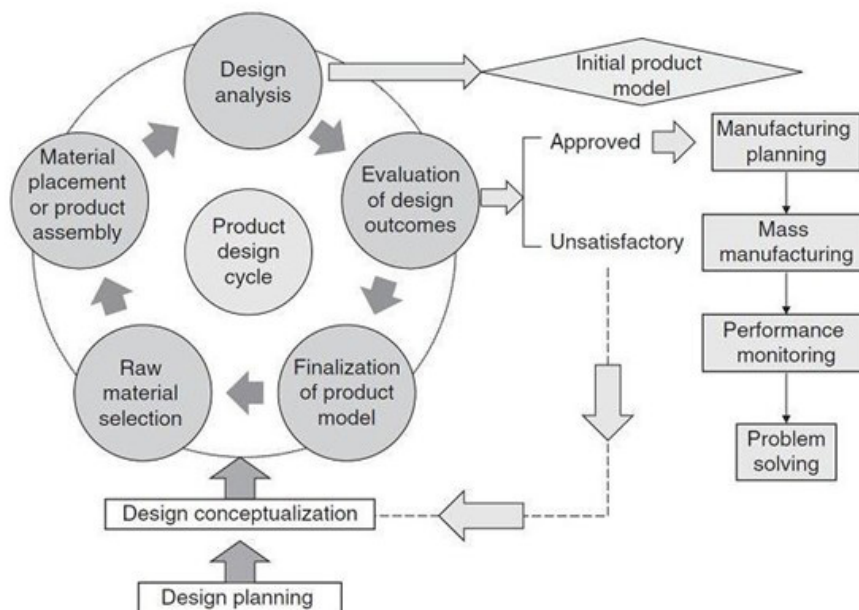 Design
analysis
Initial product
model
Material
placement
or product
assembly
Evaluation
of design
outcomes
Approved
Manufacturing
planning
Product
design
cycle
Unsatisfactory
Mass
manufacturing
Raw
material
selection
Finalization
of product
model
Performance
monitoring
Problem
solving
Design conceptualization
Design planning